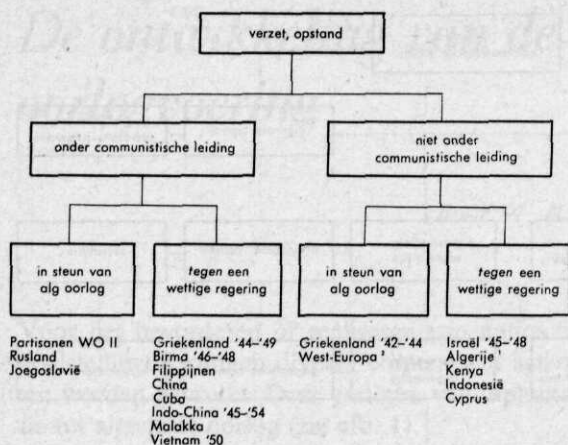 verzet, opstand
onder communistische leiding
niet onder
communistische leiding
in steun van
alg oorlog
tegen een
wettige regering
in steun van
alg oorlog
tegen een
wettige regering
Partisanen WO II
Rusland
Joegoslavië
Griekenland '44-'49
Birma '46-'48
Filippijnen
China
Cuba
Indo-China '45-'54
Malakka
Vietnam '50
Griekenland '42-'44
West-Europa ¹
Israël '45-'48
Algerije ¹
Kenya
Indonesië
Cyprus